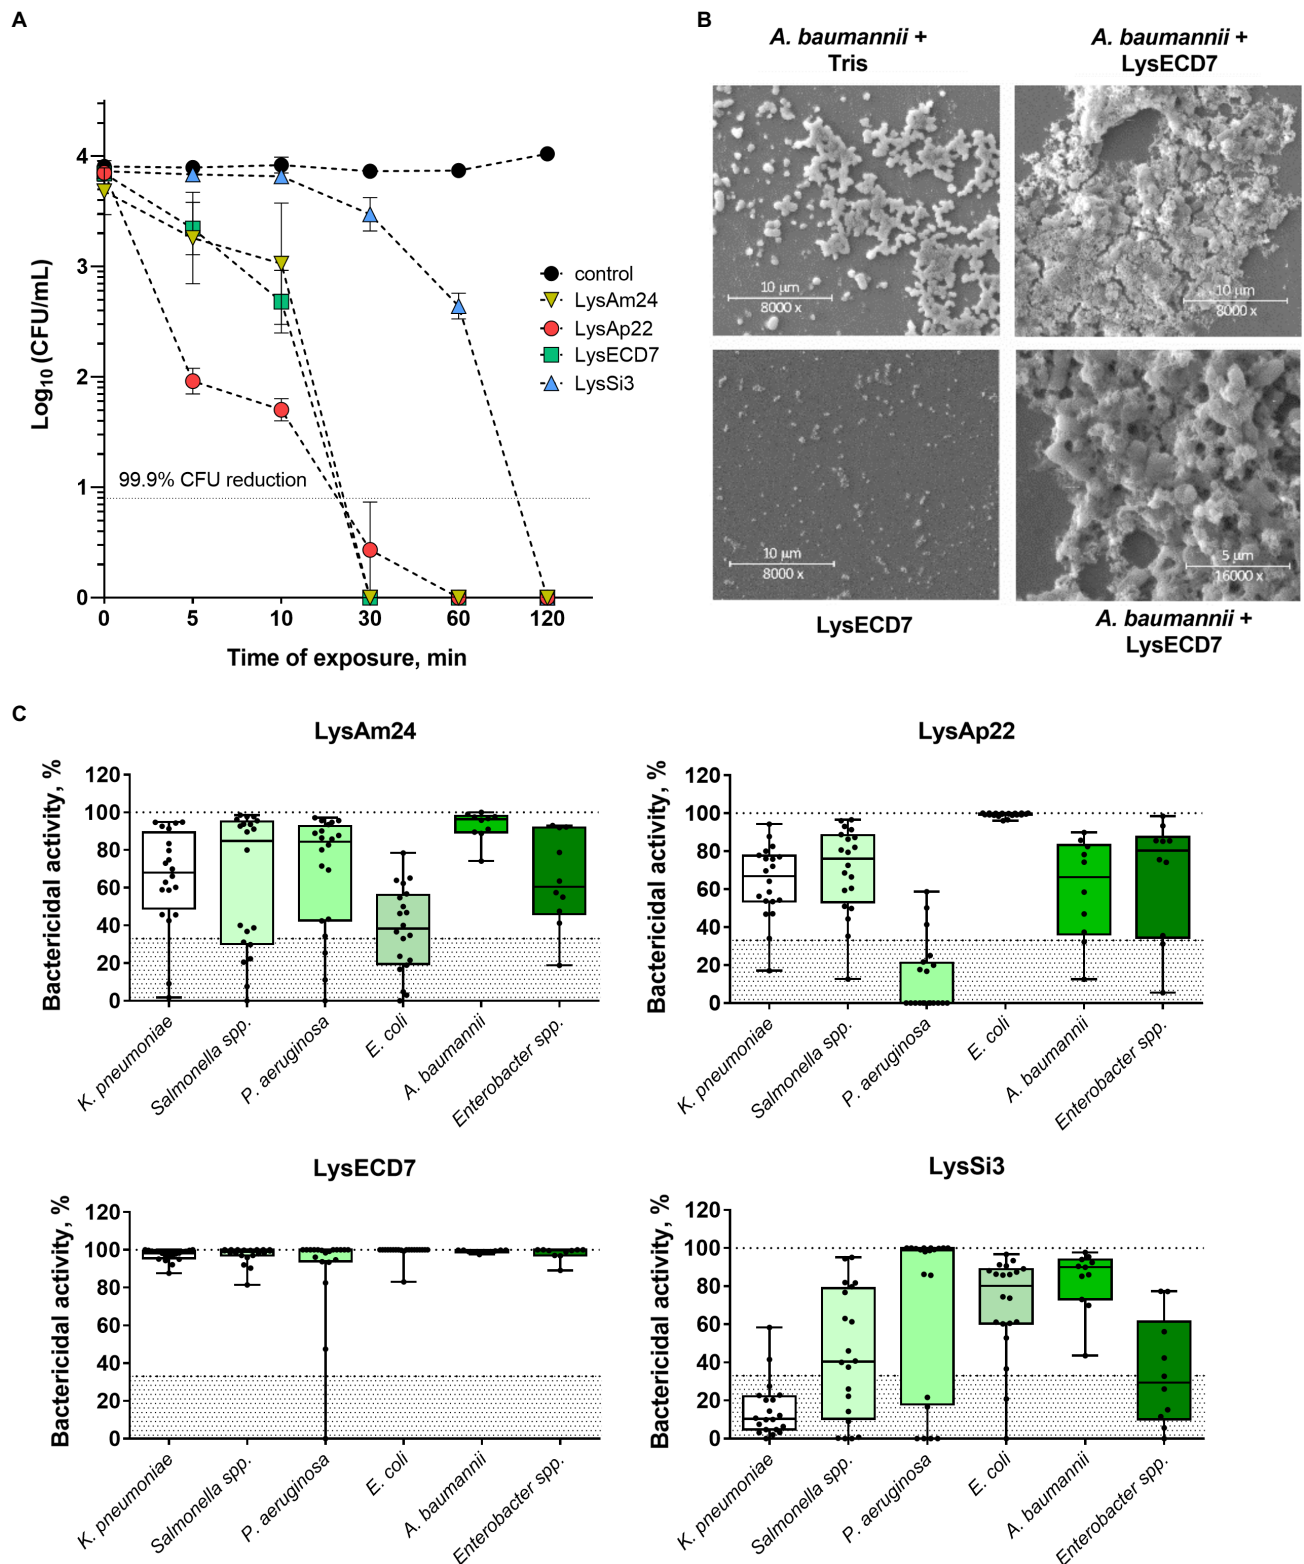 A
Log10 (CFU/mL)
4
3
2
1
0
99.9% CFU reduction
control
LysAm24
LysAp22
LysECD7
LysSi3
0 5 10 30 60 120
Time of exposure, min
B
A. baumannii +
Tris
A. baumannii +
LysECD7
10 µm
8000 x
10 µm
8000 x
10 µm
8000 x
5 µm
16000 x
LysECD7
A. baumannii +
LysECD7
C
LysAm24
Bactericidal activity, %
120
100
80
60
40
20
0
K. pneumoniae
Salmonella spp.
P. aeruginosa
E. coli
A. baumannii
Enterobacter spp.
LysAp22
Bactericidal activity, %
120
100
80
60
40
20
0
K. pneumoniae
Salmonella spp.
P. aeruginosa
E. coli
A. baumannii
Enterobacter spp.
LysECD7
Bactericidal activity, %
120
100
80
60
40
20
0
K. pneumoniae
Salmonella spp.
P. aeruginosa
E. coli
A. baumannii
Enterobacter spp.
LysSi3
Bactericidal activity, %
120
100
80
60
40
20
0
K. pneumoniae
Salmonella spp.
P. aeruginosa
E. coli
A. baumannii
Enterobacter spp.